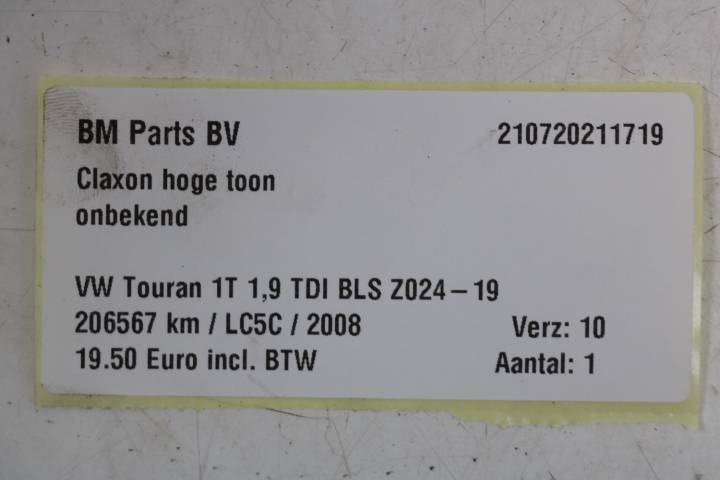 BM Parts BV 210720211719
Claxon hoge toon
onbekend
VW Touran 1T 1,9 TDI BLS Z024-19
206567 km / LC5C / 2008 Verz: 10
19.50 Euro incl. BTW Aantal: 1